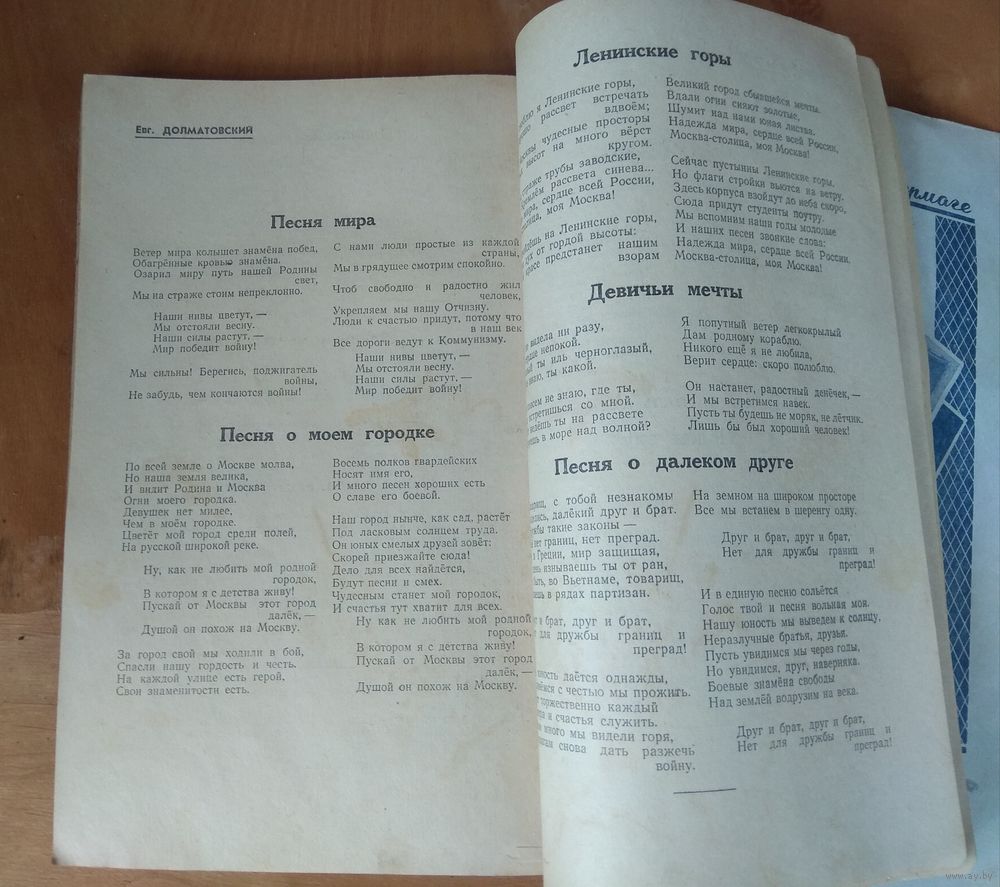 Евг. ДОЛМАТОВСКИЙ
Песня мира
Ветер мира колышет знамёна побед,
Обагрённые кровью знамёна.
Озарил миру путь нашей Родины
свет,
Мы на страже стоим непреклонно.
Наши нивы цветут, —
Мы отстояли весну.
Наши силы растут, —
Мир победит войну!
Мы сильны! Берегись, поджигатель
войны,
Не забудь, чем кончаются войны!
С нами люди простые из каждой
страны,
Мы в грядущее смотрим спокойно.
Чтоб свободно и радостно жил
человек,
Укрепляем мы нашу Отчизну.
Люди к счастью придут, потому что
в наш век
Все дороги ведут к Коммунизму.
Наши нивы цветут, —
Мы отстояли весну.
Наши силы растут, —
Мир победит войну!
Песня о моем городке
По всей земле о Москве молва,
Но наша земля велика,
И видит Родина и Москва
Огни моего городка.
Девушек нет милее,
Чем в моём городке.
Цветёт мой город среди полей,
На русской широкой реке.
Ну, как не любить мой родной
городок,
В котором я с детства живу!
Пускай от Москвы этот город
далёк, —
Душой он похож на Москву.
За город свой мы ходили в бой,
Спасли нашу гордость и честь.
На каждой улице есть герой,
Свои знаменитости есть.
Восемь полков гвардейских
Носят имя его,
И много песен хороших есть
О славе его боевой.
Наш город нынче, как сад, растёт
Под ласковым солнцем труда.
Он юных смелых друзей зовёт:
Скорей приезжайте сюда!
Дело для всех найдётся,
Будут песни и смех.
Чудесным станет мой городок,
И счастья тут хватит для всех.
Ну как не любить мой родной
городок,
В котором я с детства живу!
Пускай от Москвы этот город
далёк, —
Душой он похож на Москву.
Ленинские горы
я Ленинские горы,
рассвет встречать
вдвоём;
чудесные просторы
высот на много вёрст
кругом.
трубы заводские,
рассвета синева...
мира, сердце всей России,
моя Москва!
на Ленинские горы,
от гордой высоты:
предстанет нашим
взорам
Великий город сбывшейся мечты.
Вдали огни сияют золотые,
Шумит над нами юная листва.
Надежда мира, сердце всей России,
Москва-столица, моя Москва!
Сейчас пустынны Ленинские горы,
Но флаги стройки вьются на ветру.
Здесь корпуса взойдут до неба скоро,
Сюда придут студенты поутру.
Мы вспомним наши годы молодые
И наших песен звонкие слова:
Надежда мира, сердце всей России.
Москва-столица, моя Москва!
Девичьи мечты
видела ни разу,
непокой.
ты иль черноглазый,
знаю, ты какой.
не знаю, где ты,
со мной.
ты на рассвете
в море над волной?
Я попутный ветер легкокрылый
Дам родному кораблю.
Никого ещё я не любила,
Верит сердце: скоро полюблю.
Он настанет, радостный денёчек, —
И мы встретимся навек.
Пусть ты будешь не моряк, не лётчик.
Лишь бы был хороший человек!
Песня о далеком друге
с тобой незнакомы
далёкий друг и брат.
такие законы —
нет границ, нет преград.
в Греции, мир защищая,
изнываешь ты от ран,
во Вьетнаме, товарищ,
в рядах партизан.
и брат, друг и брат,
для дружбы границ и
преград!
даётся однажды,
с честью мы прожить.
торжественно каждый
и счастья служить.
много мы видели горя,
снова дать разжечь
войну.
На земном на широком просторе
Все мы встанем в шеренгу одну.
Друг и брат, друг и брат,
Нет для дружбы границ и
преград!
И в единую песню сольётся
Голос твой и песня вольная моя.
Нашу юность мы выведем к солнцу,
Неразлучные братья, друзья.
Пусть увидимся мы через годы,
Но увидимся, друг, наверняка.
Боевые знамёна свободы
Над землёй водрузим на века.
Друг и брат, друг и брат,
Нет для дружбы границ и
преград!
www.ay.by